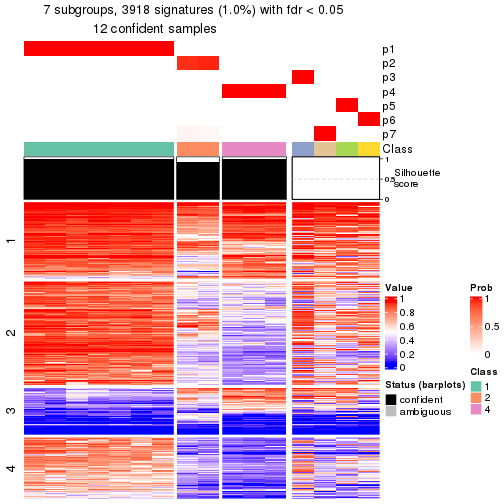 7 subgroups, 3918 signatures (1.0%) with fdr < 0.05
12 confident samples
p1
p2
p3
p4
p5
p6
p7
Class
1
0.5
0
Silhouette
score
1
2
3
4
Value
1
0.8
0.6
0.4
0.2
0
Prob
1
0.5
0
Status (barplots)
confident
ambiguous
Class
1
2
4